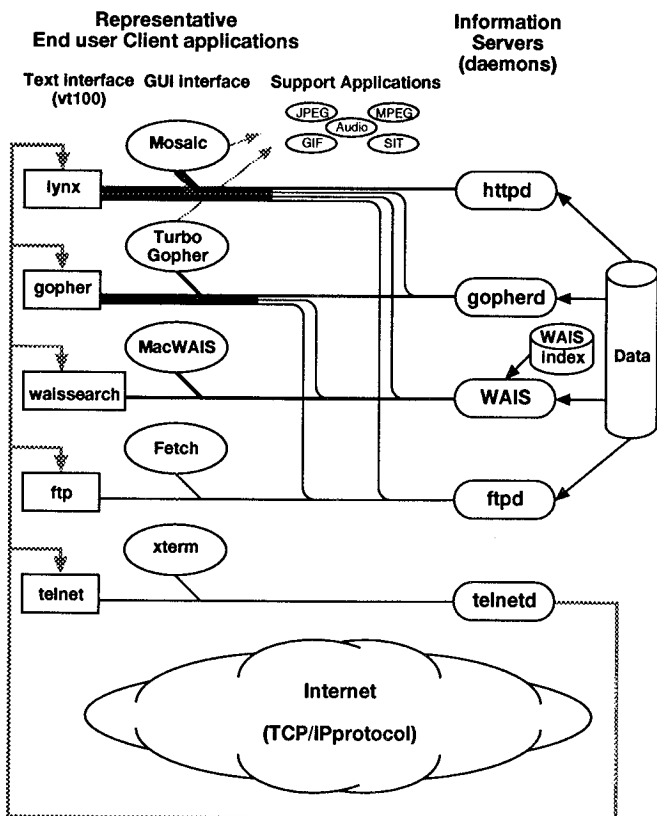 Representative
End user Client applications
Information
Servers
(daemons)
Text interface
(vt100)
GUI interface
Support Applications
JPEG
MPEG
Audio
GIF
SIT
Mosaic
lynx
httpd
Turbo
Gopher
gopher
gopherd
MacWAIS
WAIS
index
Data
waissearch
WAIS
Fetch
ftp
ftpd
xterm
telnet
telnetd
Internet
(TCP/IPprotocol)